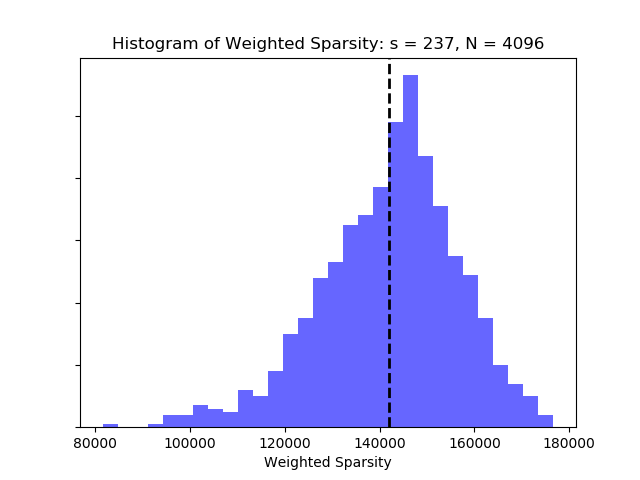 Histogram of Weighted Sparsity: s = 237, N = 4096
80000 100000 120000 140000 160000 180000
Weighted Sparsity